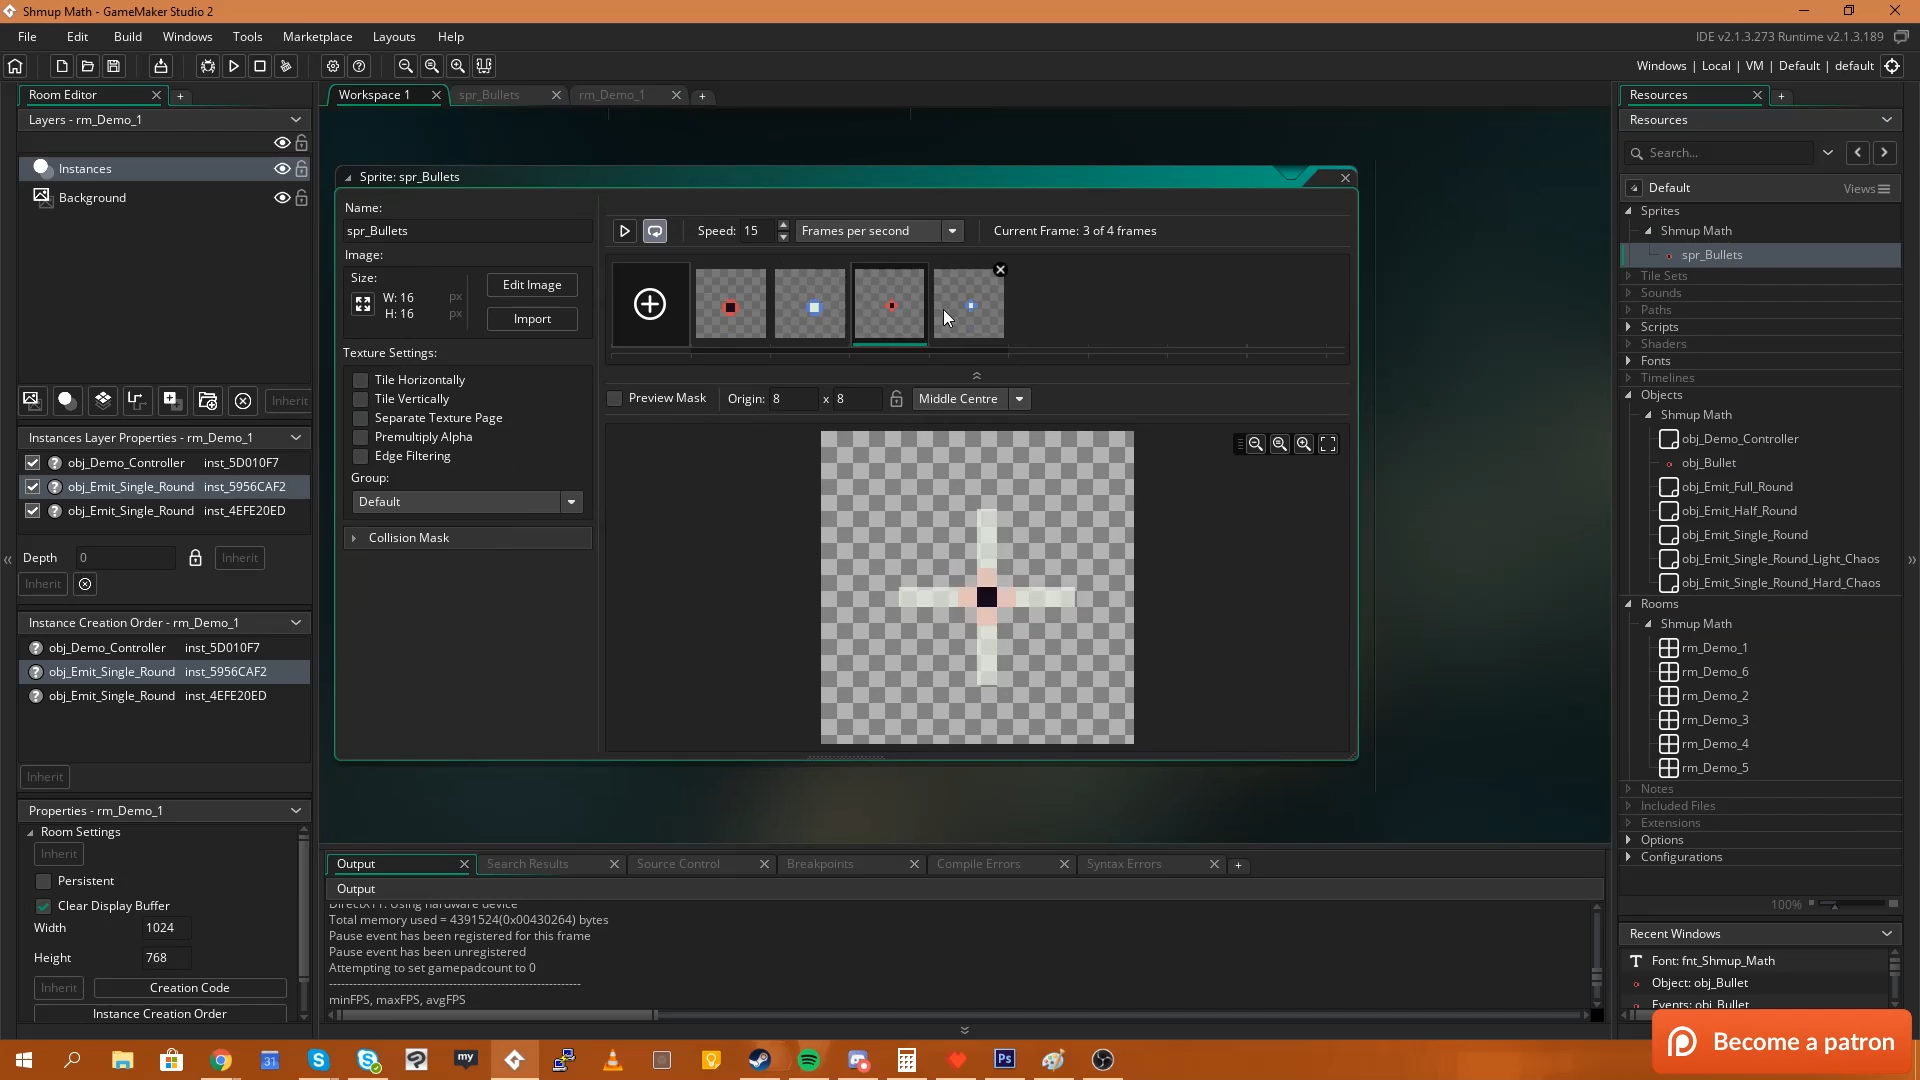 Shmup Math - GameMaker Studio 2
File Edit Build Windows Tools Marketplace Layouts Help
IDE v2.1.3.273 Runtime v2.1.3.189
Windows | Local | VM | Default | default
Room Editor
Layers - rm_Demo_1
Instances
Background
Inherit
Instances Layer Properties - rm_Demo_1
obj_Demo_Controller inst_5D010F7
obj_Emit_Single_Round inst_5956CAF2
obj_Emit_Single_Round inst_4EFE20ED
Depth 0 Inherit
Inherit
Instance Creation Order - rm_Demo_1
obj_Demo_Controller inst_5D010F7
obj_Emit_Single_Round inst_5956CAF2
obj_Emit_Single_Round inst_4EFE20ED
Inherit
Properties - rm_Demo_1
Room Settings
Inherit
Persistent
Clear Display Buffer
Width 1024
Height 768
Inherit Creation Code
Instance Creation Order
Workspace 1 spr_Bullets rm_Demo_1
Sprite: spr_Bullets
Name:
spr_Bullets
Image:
Size:
W: 16 px
H: 16 px
Edit Image
Import
Texture Settings:
Tile Horizontally
Tile Vertically
Separate Texture Page
Premultiply Alpha
Edge Filtering
Group:
Default
Collision Mask
Speed: 15 Frames per second Current Frame: 3 of 4 frames
Preview Mask Origin: 8 x 8 Middle Centre
Output Search Results Source Control Breakpoints Compile Errors Syntax Errors
Output
DirectX11: Using hardware device
Total memory used = 4391524(0x00430264) bytes
Pause event has been registered for this frame
Pause event has been unregistered
Attempting to set gamepadcount to 0
------------------------------------------------------------
minFPS, maxFPS, avgFPS
Resources
Resources
Search...
Default Views
Sprites
Shmup Math
spr_Bullets
Tile Sets
Sounds
Paths
Scripts
Shaders
Fonts
Timelines
Objects
Shmup Math
obj_Demo_Controller
obj_Bullet
obj_Emit_Full_Round
obj_Emit_Half_Round
obj_Emit_Single_Round
obj_Emit_Single_Round_Light_Chaos
obj_Emit_Single_Round_Hard_Chaos
Rooms
Shmup Math
rm_Demo_1
rm_Demo_6
rm_Demo_2
rm_Demo_3
rm_Demo_4
rm_Demo_5
Notes
Included Files
Extensions
Options
Configurations
100%
Recent Windows
Font: fnt_Shmup_Math
Object: obj_Bullet
Events: obj_Bullet
Become a patron
31
my
Ps